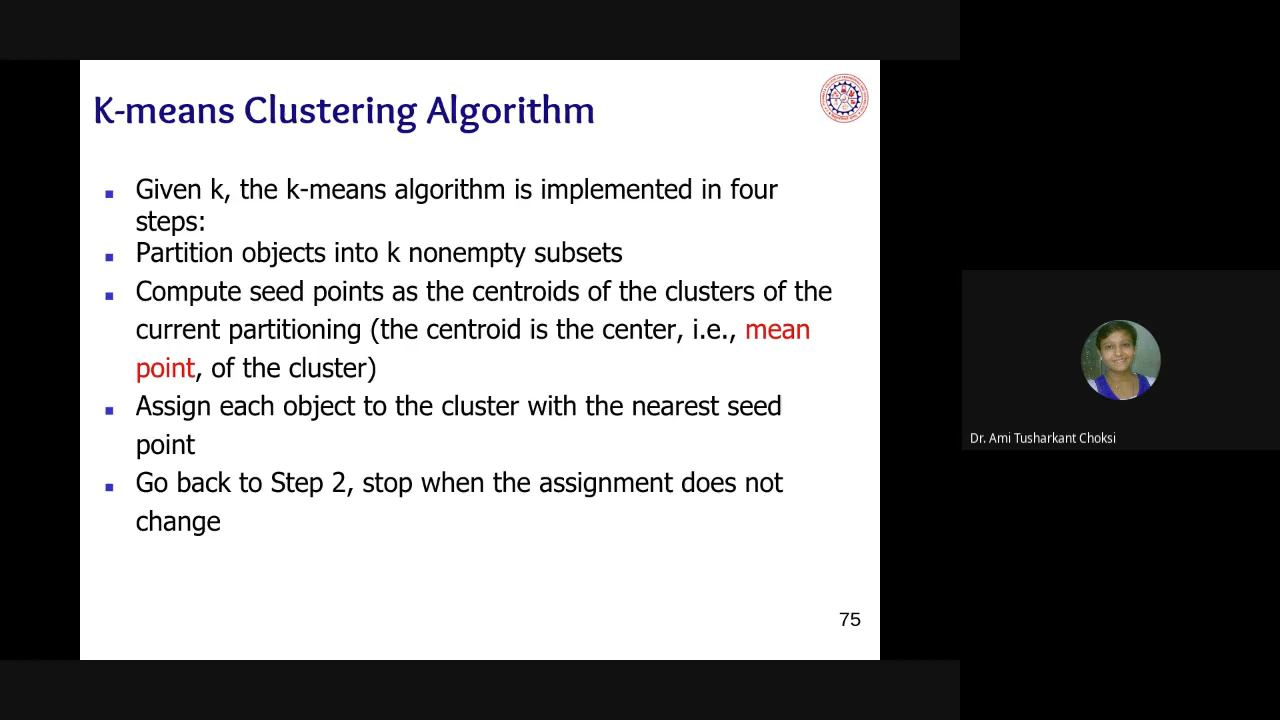 K-means Clustering Algorithm
Given k, the k-means algorithm is implemented in four
steps:
Partition objects into k nonempty subsets
Compute seed points as the centroids of the clusters of the
current partitioning (the centroid is the center, i.e., mean
point, of the cluster)
Assign each object to the cluster with the nearest seed
point
Go back to Step 2, stop when the assignment does not
change
75
Dr. Ami Tusharkant Choksi